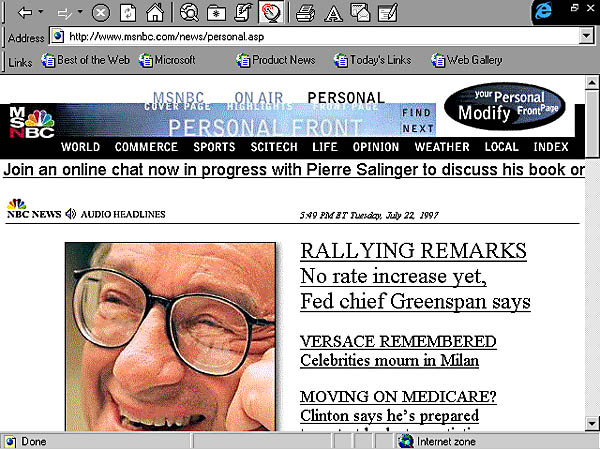 Address http://www.msnbc.com/news/personal.asp
Links Best of the Web Microsoft Product News Today's Links Web Gallery
MSNBC ON AIR PERSONAL
COVER PAGE HIGHLIGHTS FRONT PAGE
PERSONAL FRONT
FIND
NEXT
your Personal
Modify FrontPage
MSNBC
WORLD COMMERCE SPORTS SCITECH LIFE OPINION WEATHER LOCAL INDEX
Join an online chat now in progress with Pierre Salinger to discuss his book or
NBC NEWS AUDIO HEADLINES
5:49 PM ET Tuesday, July 22, 1997
RALLYING REMARKS
No rate increase yet,
Fed chief Greenspan says
VERSACE REMEMBERED
Celebrities mourn in Milan
MOVING ON MEDICARE?
Clinton says he's prepared
Done Internet zone